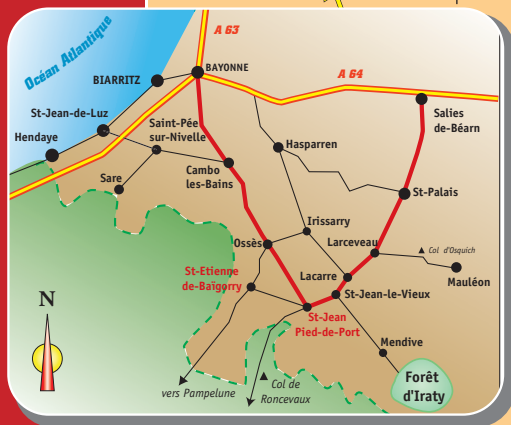 A 63
Océan Atlantique
BAYONNE
BIARRITZ
A 64
St-Jean-de-Luz
Salies
de-Béarn
Hendaye
Saint-Pée
sur-Nivelle
Hasparren
Sare
Cambo
les-Bains
St-Palais
Irissarry
Ossès
Larceveau
Col d'Osquich
St-Etienne
de-Baïgorry
Lacarre
Mauléon
St-Jean-le-Vieux
N
St-Jean
Pied-de-Port
Mendive
Forêt
d'Iraty
vers Pampelune
Col de
Roncevaux